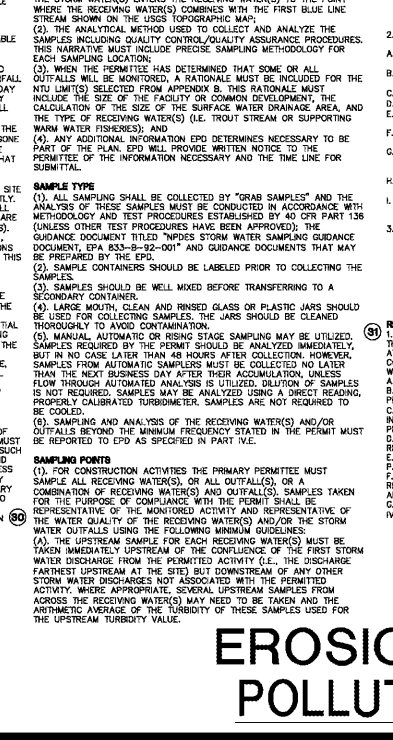 WHERE THE RECEIVING WATER(S) COMBINES WITH THE FIRST BLUE LINE
STREAM SHOWN ON THE USGS TOPOGRAPHIC MAP;
(2). THE ANALYTICAL METHOD USED TO COLLECT AND ANALYZE THE
SAMPLES INCLUDING QUALITY CONTROL/QUALITY ASSURANCE PROCEDURES.
THIS NARRATIVE MUST INCLUDE PRECISE SAMPLING METHODOLOGY FOR
EACH SAMPLING LOCATION;
(3). WHEN THE PERMITTEE HAS DETERMINED THAT SOME OR ALL
OUTFALLS WILL BE MONITORED, A RATIONALE MUST BE INCLUDED FOR THE
NTU LIMIT(S) SELECTED FROM APPENDIX B. THIS RATIONALE MUST
INCLUDE THE SIZE OF THE FACILITY OR COMMON DEVELOPMENT, THE
CALCULATION OF THE SIZE OF THE SURFACE WATER DRAINAGE AREA, AND
THE TYPE OF RECEIVING WATER(S) (I.E. TROUT STREAM OR SUPPORTING
WARM WATER FISHERIES); AND
(4). ANY ADDITIONAL INFORMATION EPD DETERMINES NECESSARY TO BE
PART OF THE PLAN. EPD WILL PROVIDE WRITTEN NOTICE TO THE
PERMITTEE OF THE INFORMATION NECESSARY AND THE TIME LINE FOR
SUBMITTAL.
SAMPLE TYPE
(1). ALL SAMPLING SHALL BE COLLECTED BY "GRAB SAMPLES" AND THE
ANALYSIS OF THESE SAMPLES MUST BE CONDUCTED IN ACCORDANCE WITH
METHODOLOGY AND TEST PROCEDURES ESTABLISHED BY 40 CFR PART 136
(UNLESS OTHER TEST PROCEDURES HAVE BEEN APPROVED); THE
GUIDANCE DOCUMENT TITLED "NPDES STORM WATER SAMPLING GUIDANCE
DOCUMENT, EPA 833-B-92-001" AND GUIDANCE DOCUMENTS THAT MAY
BE PREPARED BY THE EPD.
(2). SAMPLE CONTAINERS SHOULD BE LABELED PRIOR TO COLLECTING THE
SAMPLES.
(3). SAMPLES SHOULD BE WELL MIXED BEFORE TRANSFERRING TO A
SECONDARY CONTAINER.
(4). LARGE MOUTH, CLEAN AND RINSED GLASS OR PLASTIC JARS SHOULD
BE USED FOR COLLECTING SAMPLES. THE JARS SHOULD BE CLEANED
THOROUGHLY TO AVOID CONTAMINATION.
(5). MANUAL, AUTOMATIC OR RISING STAGE SAMPLING MAY BE UTILIZED.
SAMPLES REQUIRED BY THE PERMIT SHOULD BE ANALYZED IMMEDIATELY,
BUT IN NO CASE LATER THAN 48 HOURS AFTER COLLECTION. HOWEVER,
SAMPLES FROM AUTOMATIC SAMPLERS MUST BE COLLECTED NO LATER
THAN THE NEXT BUSINESS DAY AFTER THEIR ACCUMULATION, UNLESS
FLOW THROUGH AUTOMATED ANALYSIS IS UTILIZED. DILUTION OF SAMPLES
IS NOT REQUIRED. SAMPLES MAY BE ANALYZED USING A DIRECT READING,
PROPERLY CALIBRATED TURBIDIMETER. SAMPLES ARE NOT REQUIRED TO
BE COOLED.
(6). SAMPLING AND ANALYSIS OF THE RECEIVING WATER(S) AND/OR
OUTFALLS BEYOND THE MINIMUM FREQUENCY STATED IN THE PERMIT MUST
BE REPORTED TO EPD AS SPECIFIED IN PART IV.E.
SAMPLING POINTS
(1). FOR CONSTRUCTION ACTIVITIES THE PRIMARY PERMITTEE MUST
SAMPLE ALL RECEIVING WATER(S), OR ALL OUTFALL(S), OR A
COMBINATION OF RECEIVING WATER(S) AND OUTFALL(S). SAMPLES TAKEN
FOR THE PURPOSE OF COMPLIANCE WITH THE PERMIT SHALL BE
REPRESENTATIVE OF THE MONITORED ACTIVITY AND REPRESENTATIVE OF
THE WATER QUALITY OF THE RECEIVING WATER(S) AND/OR THE STORM
WATER OUTFALLS USING THE FOLLOWING MINIMUM GUIDELINES:
(A). THE UPSTREAM SAMPLE FOR EACH RECEIVING WATER(S) MUST BE
TAKEN IMMEDIATELY UPSTREAM OF THE CONFLUENCE OF THE FIRST STORM
WATER DISCHARGE FROM THE PERMITTED ACTIVITY (I.E., THE DISCHARGE
FARTHEST UPSTREAM AT THE SITE) BUT DOWNSTREAM OF ANY OTHER
STORM WATER DISCHARGES NOT ASSOCIATED WITH THE PERMITTED
ACTIVITY. WHERE APPROPRIATE, SEVERAL UPSTREAM SAMPLES FROM
ACROSS THE RECEIVING WATER(S) MAY NEED TO BE TAKEN AND THE
ARITHMETIC AVERAGE OF THE TURBIDITY OF THESE SAMPLES USED FOR
THE UPSTREAM TURBIDITY VALUE.
30
31
EROSIO
POLLUT